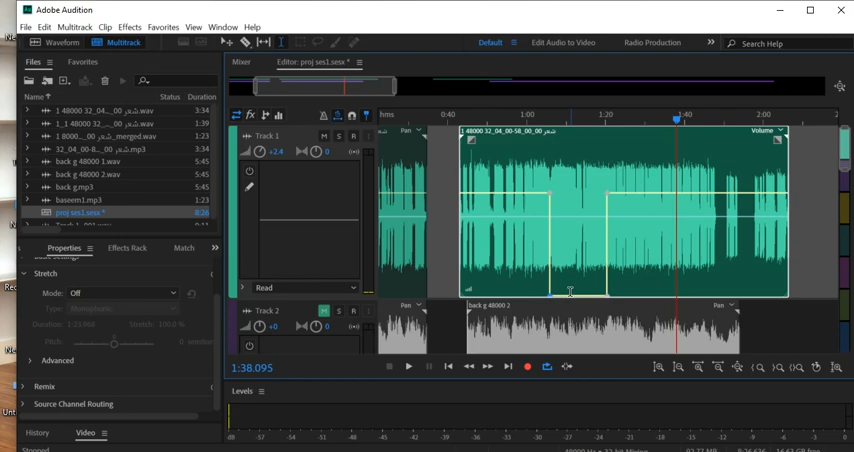 Adobe Audition
File Edit Multitrack Clip Effects Favorites View Window Help
Waveform Multitrack Default Edit Audio to Video Radio Production Search Help
Files Favorites Mixer Editor: proj ses1.sesx *
Name Status Duration
1 48000 32_04_..._00 شعر.wav 3:34
1_1 48000 32_..._00 شعر.wav 1:39
1 8000..._00 شعر_merged.wav 1:23
32_04_00-8..._00 شعر.mp3 3:34
back g 48000 1.wav 5:45
back g 48000 2.wav 5:45
back g.mp3 5:45
baseem1.mp3 1:23
proj ses1.sesx * 8:26
hms 0:40 1:00 1:20 1:40 2:00
Track 1 M S R I
+2.4 0
Read
Pan
1 48000 32_04_00-58_00_00 شعر Volume
Track 2 M S R I
+0 0
Pan
back g 48000 2 Pan
Properties Effects Rack Match
Stretch
Mode: Off
Type: Monophonic
Duration: 1:23.968 Stretch: 100.0 %
Pitch: 0 semiton
Advanced
Remix
Source Channel Routing
History Video
1:38.095
Levels
dB -57 -54 -51 -48 -45 -42 -39 -36 -33 -30 -27 -24 -21 -18 -15 -12 -9 -6 -3 0
Stopped